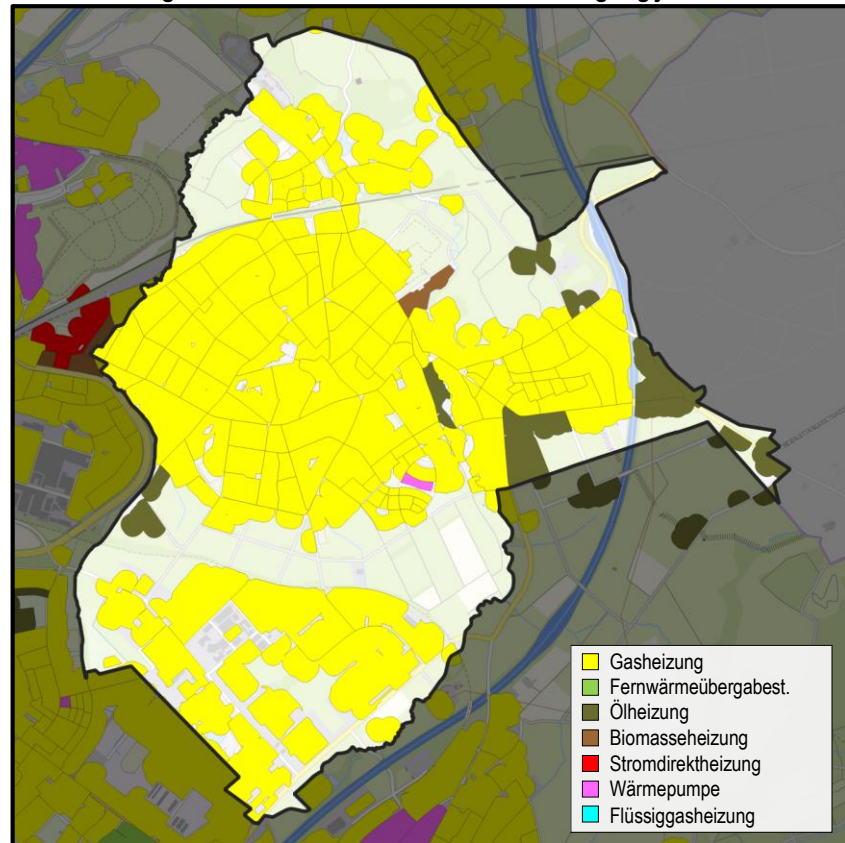 Gasheizung
Fernwärmeübergabest.
Ölheizung
Biomasseheizung
Stromdirektheizung
Wärmepumpe
Flüssiggasheizung